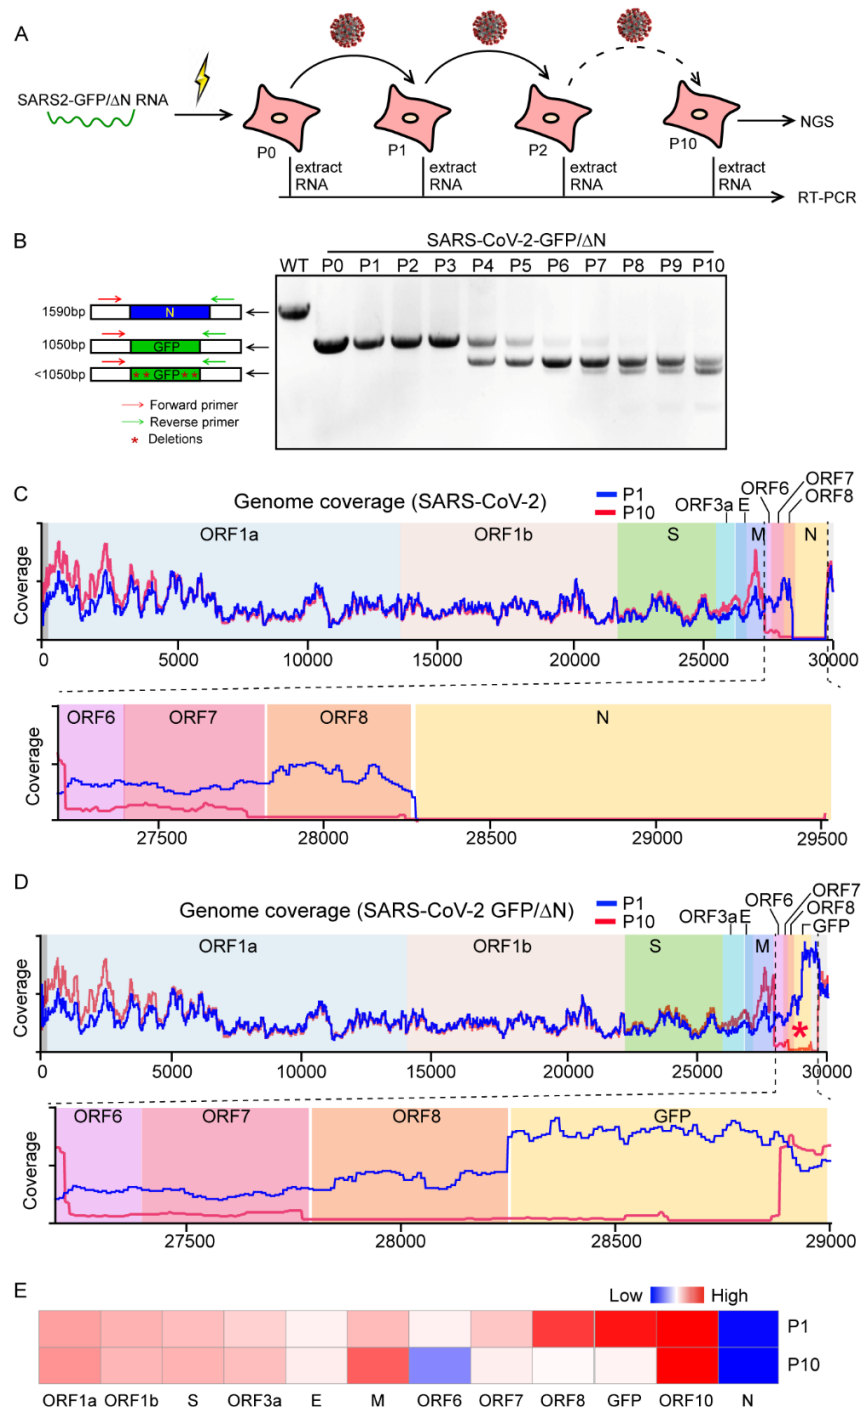 A
SARS2-GFP/ΔN RNA
P0
P1
P2
P10
NGS
extract RNA
extract RNA
extract RNA
extract RNA
RT-PCR
B
SARS-CoV-2-GFP/ΔN
WT P0 P1 P2 P3 P4 P5 P6 P7 P8 P9 P10
1590bp
N
1050bp
GFP
<1050bp
**GFP**
Forward primer
Reverse primer
* Deletions
C
Genome coverage (SARS-CoV-2)
P1
P10
ORF3a E
ORF6
ORF7
ORF8
Coverage
ORF1a
ORF1b
S
M
N
0 5000 10000 15000 20000 25000 30000
Coverage
ORF6
ORF7
ORF8
N
27500 28000 28500 29000 29500
D
Genome coverage (SARS-CoV-2 GFP/ΔN)
P1
P10
ORF3a E
ORF6
ORF7
ORF8
GFP
Coverage
ORF1a
ORF1b
S
M
*
0 5000 10000 15000 20000 25000 30000
Coverage
ORF6
ORF7
ORF8
GFP
27500 28000 28500 29000
E
Low High
P1
P10
ORF1a ORF1b S ORF3a E M ORF6 ORF7 ORF8 GFP ORF10 N